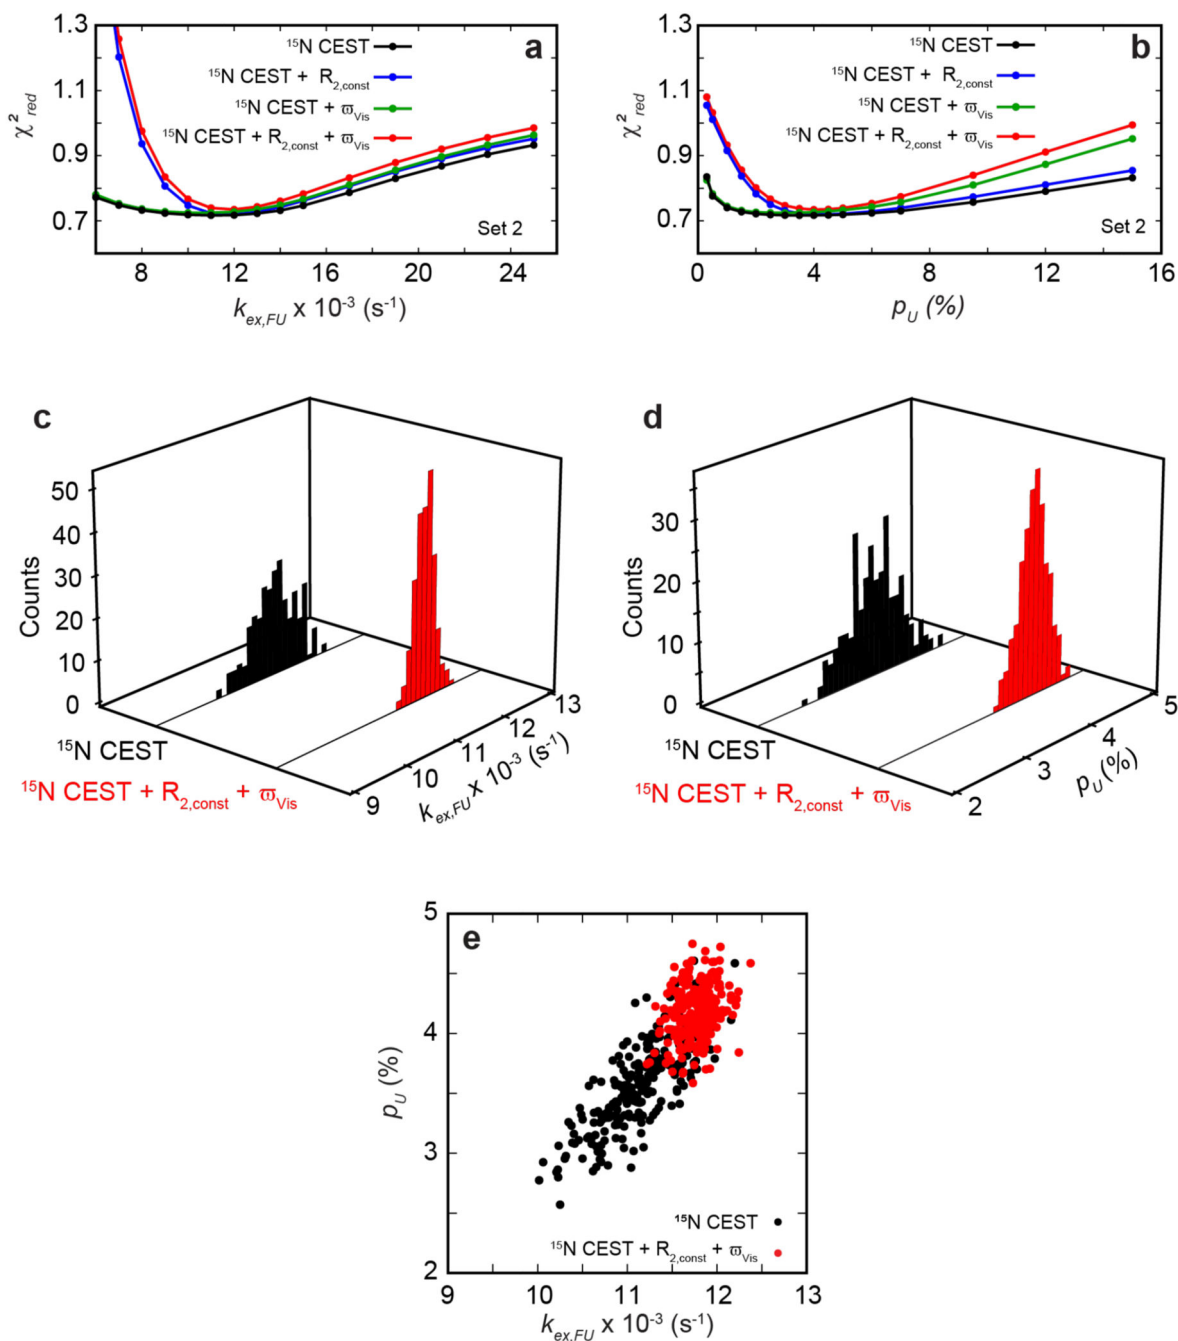 a
¹⁵N CEST
¹⁵N CEST + R₂,const
¹⁵N CEST + ϖVis
¹⁵N CEST + R₂,const + ϖVis
Set 2
χ²red
1.3
1.1
0.9
0.7
8 12 16 20 24
kex,FU x 10⁻³ (s⁻¹)
b
¹⁵N CEST
¹⁵N CEST + R₂,const
¹⁵N CEST + ϖVis
¹⁵N CEST + R₂,const + ϖVis
Set 2
χ²red
1.3
1.1
0.9
0.7
0 4 8 12 16
pU (%)
c
Counts
50
40
30
20
10
0
¹⁵N CEST
¹⁵N CEST + R₂,const + ϖVis
9 10 11 12 13
kex,FU x 10⁻³ (s⁻¹)
d
Counts
30
20
10
0
¹⁵N CEST
¹⁵N CEST + R₂,const + ϖVis
2 3 4 5
pU (%)
e
pU (%)
5
4
3
2
¹⁵N CEST
¹⁵N CEST + R₂,const + ϖVis
9 10 11 12 13
kex,FU x 10⁻³ (s⁻¹)